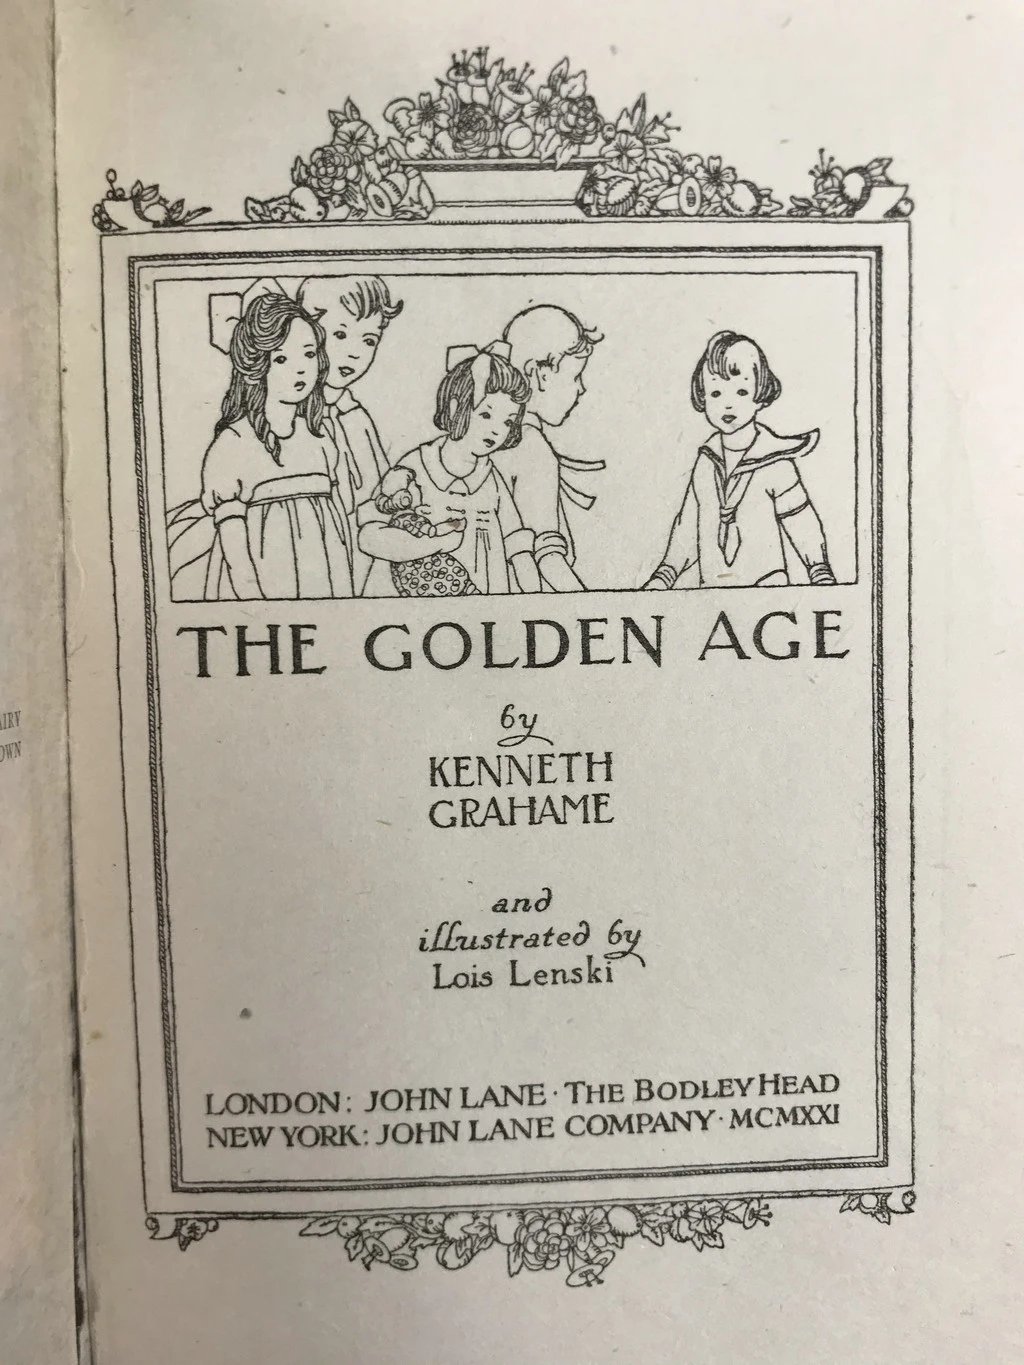 THE GOLDEN AGE
by
KENNETH
GRAHAME
and
illustrated by
Lois Lenski
LONDON: JOHN LANE · THE BODLEY HEAD
NEW YORK: JOHN LANE COMPANY · MCMXXI